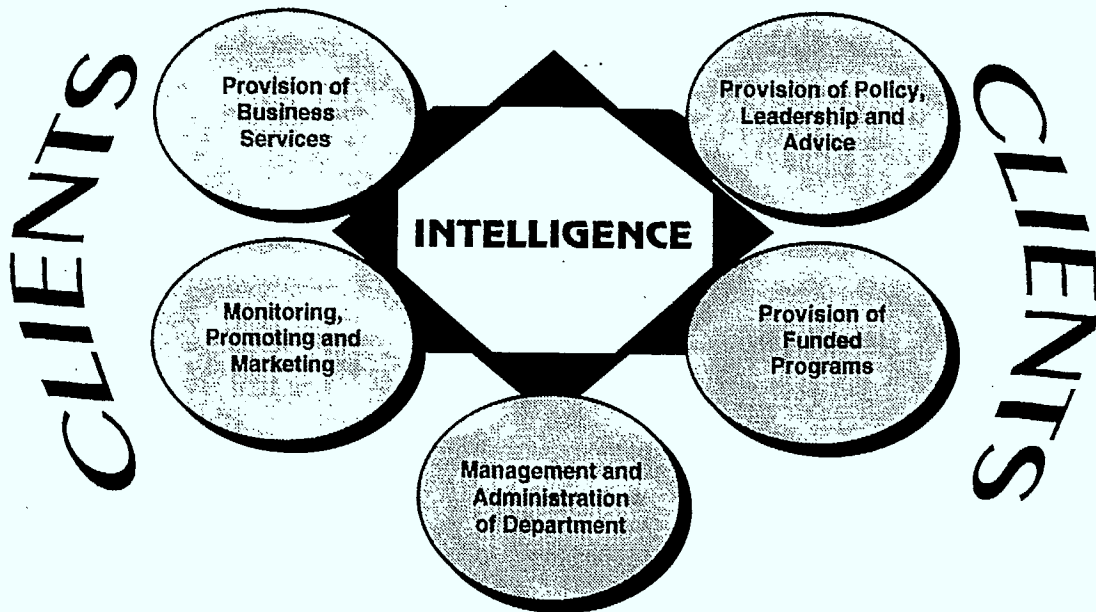 CLIENTS
Provision of
Business
Services
Provision of Policy,
Leadership and
Advice
CLIENTS
INTELLIGENCE
Monitoring,
Promoting and
Marketing
Provision of
Funded
Programs
Management and
Administration
of Department